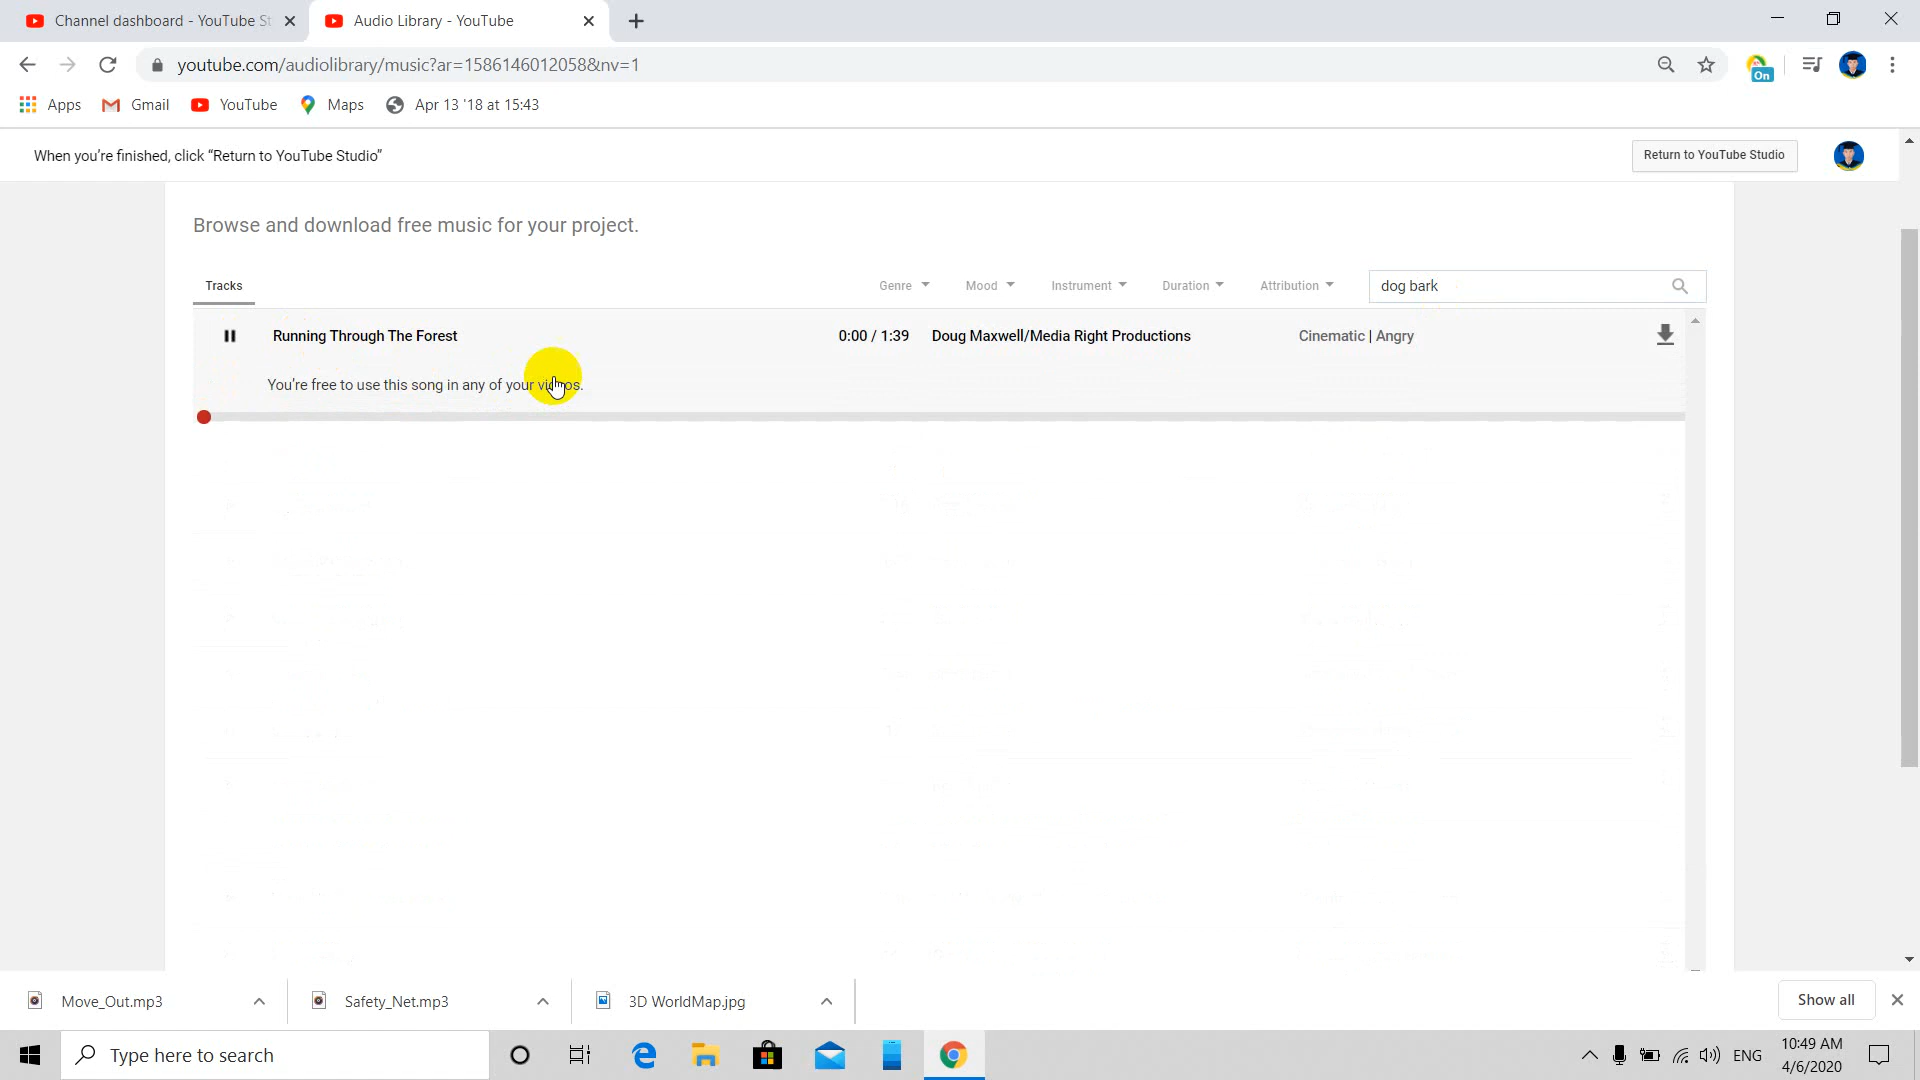 Channel dashboard - YouTube St
Audio Library - YouTube
youtube.com/audiolibrary/music?ar=1586146012058&nv=1
On
Apps
Gmail
YouTube
Maps
Apr 13 '18 at 15:43
When you're finished, click “Return to YouTube Studio”
Return to YouTube Studio
Browse and download free music for your project.
Tracks
Genre
Mood
Instrument
Duration
Attribution
dog bark
Running Through The Forest
0:00 / 1:39
Doug Maxwell/Media Right Productions
Cinematic | Angry
You're free to use this song in any of your videos.
Move_Out.mp3
Safety_Net.mp3
3D WorldMap.jpg
Show all
Type here to search
ENG
10:49 AM
4/6/2020